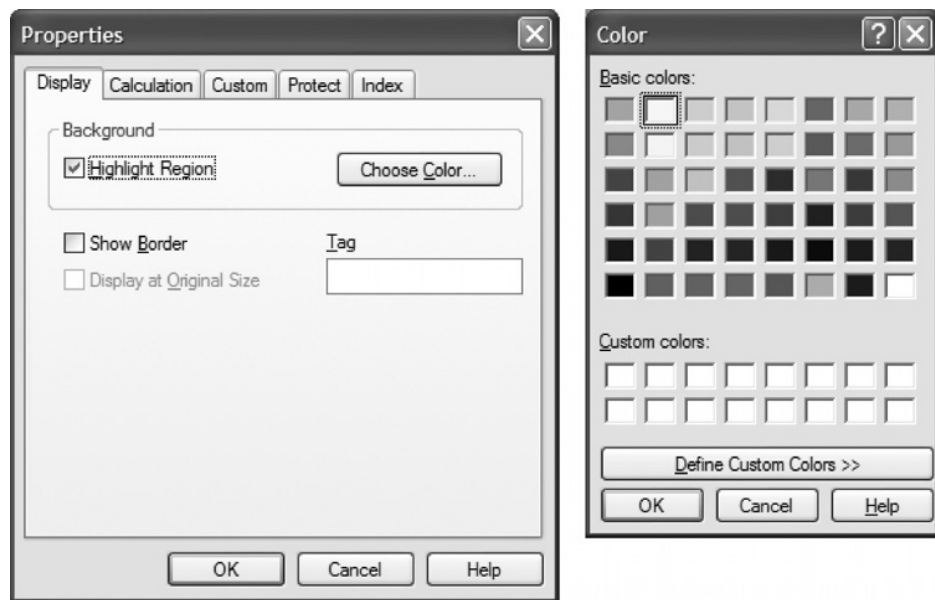 Properties
Display Calculation Custom Protect Index
Background
Highlight Region
Choose Color...
Show Border
Tag
Display at Original Size
OK Cancel Help
Color
?
Basic colors:
Custom colors:
Define Custom Colors >>
OK Cancel Help